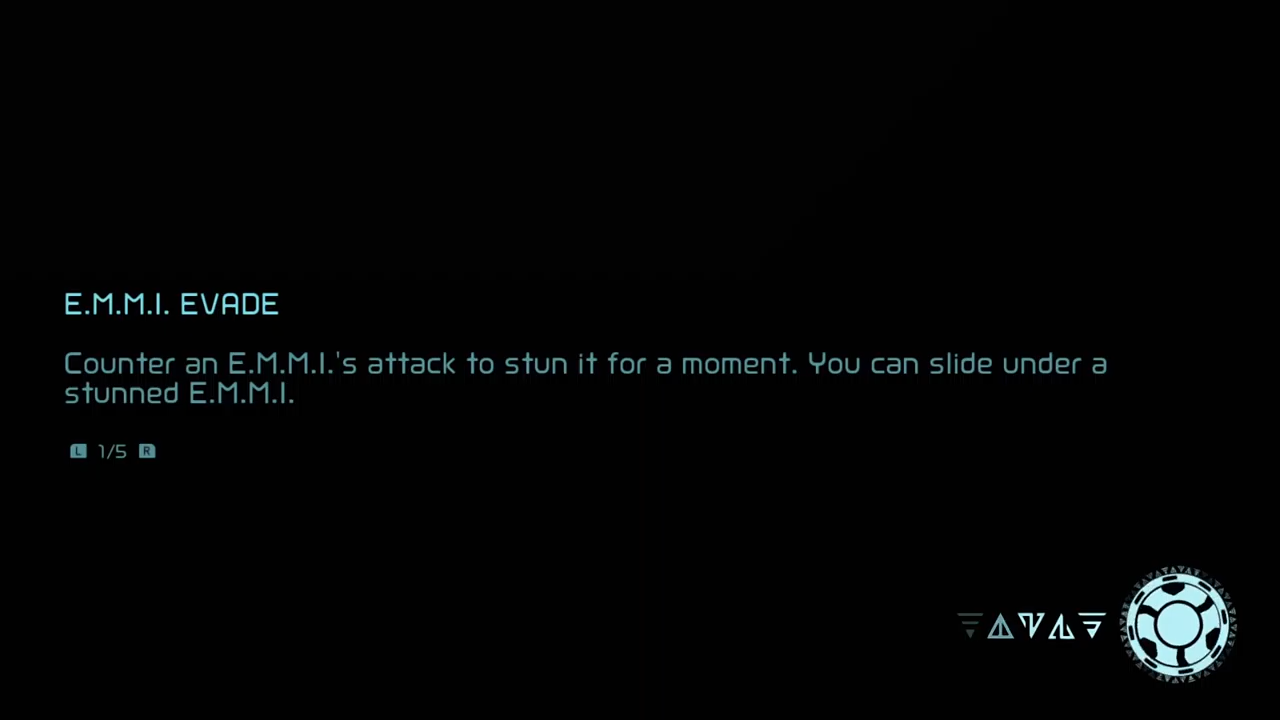 E.M.M.I. EVADE
Counter an E.M.M.I.'s attack to stun it for a moment. You can slide under a
stunned E.M.M.I.
L 1/5 R